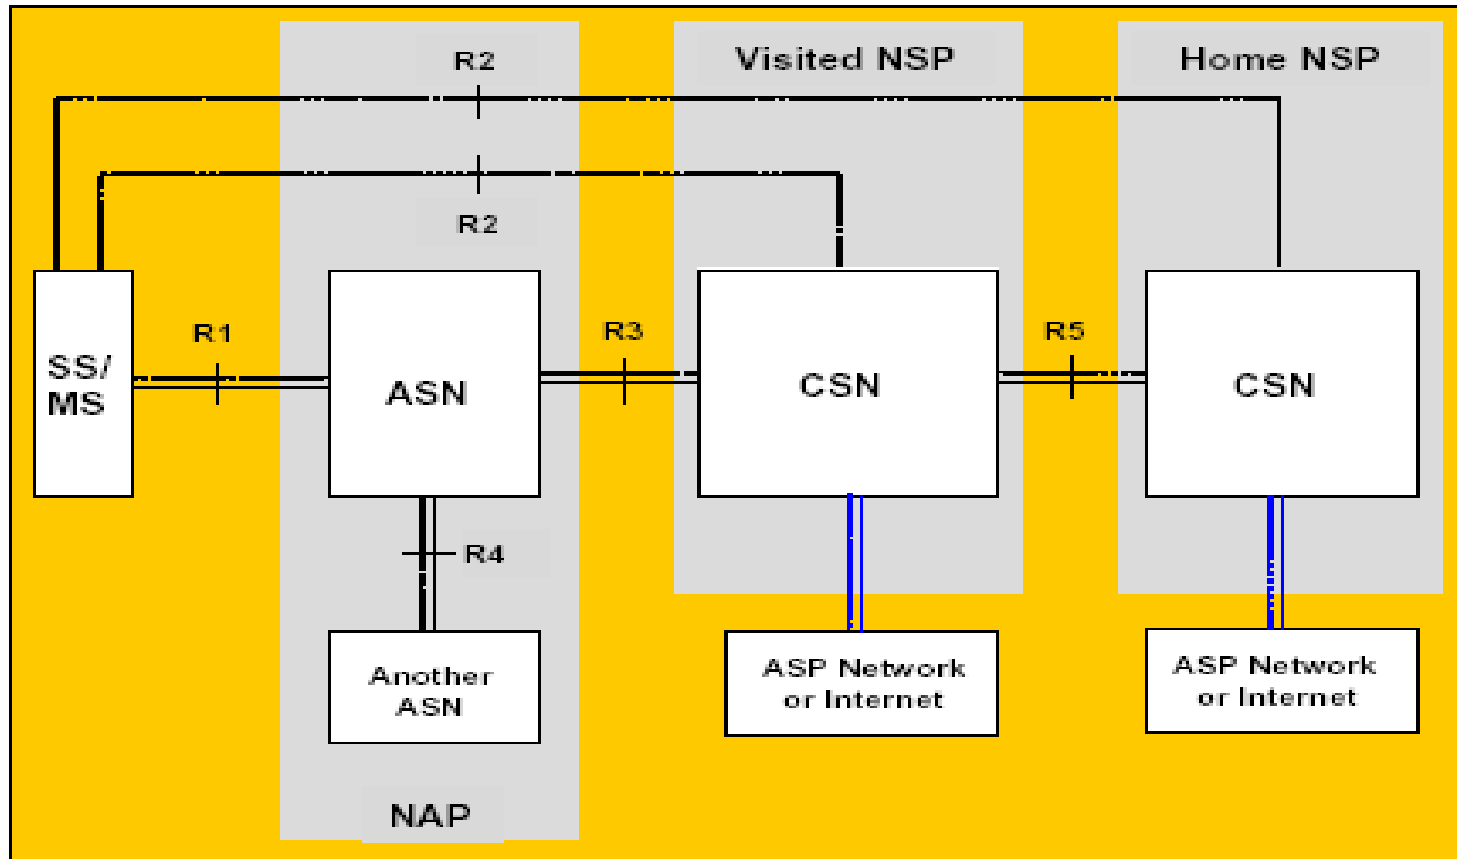 R2
Visited NSP
Home NSP
R2
R1
R3
R5
SS/
MS
ASN
CSN
CSN
R4
Another
ASN
ASP Network
or Internet
ASP Network
or Internet
NAP